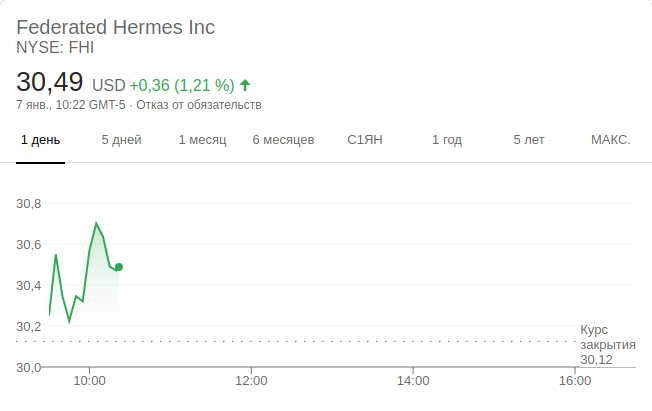 Federated Hermes Inc
NYSE: FHI
30,49 USD +0,36 (1,21 %)
7 янв., 10:22 GMT-5 · Отказ от обязательств
1 день 5 дней 1 месяц 6 месяцев С1ЯН 1 год 5 лет МАКС.
30,8
30,6
30,4
30,2
Курс
закрытия
30,12
30,0
10:00 12:00 14:00 16:00